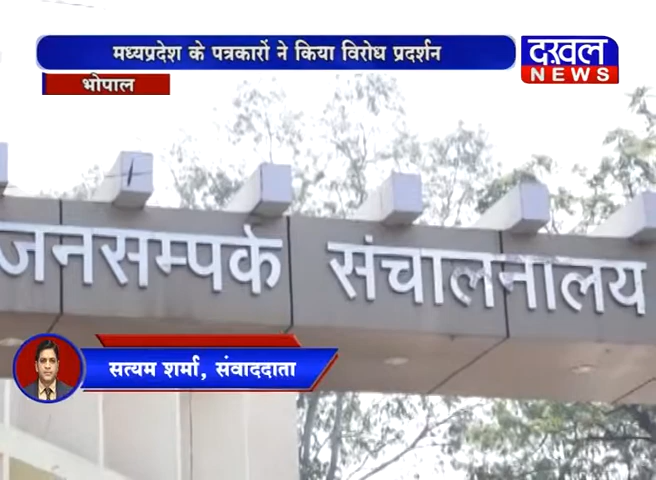 मध्यप्रदेश के पत्रकारों ने किया विरोध प्रदर्शन
दख़ल
NEWS
भोपाल
जनसम्पर्क संचालनालय
सत्यम शर्मा, संवाददाता